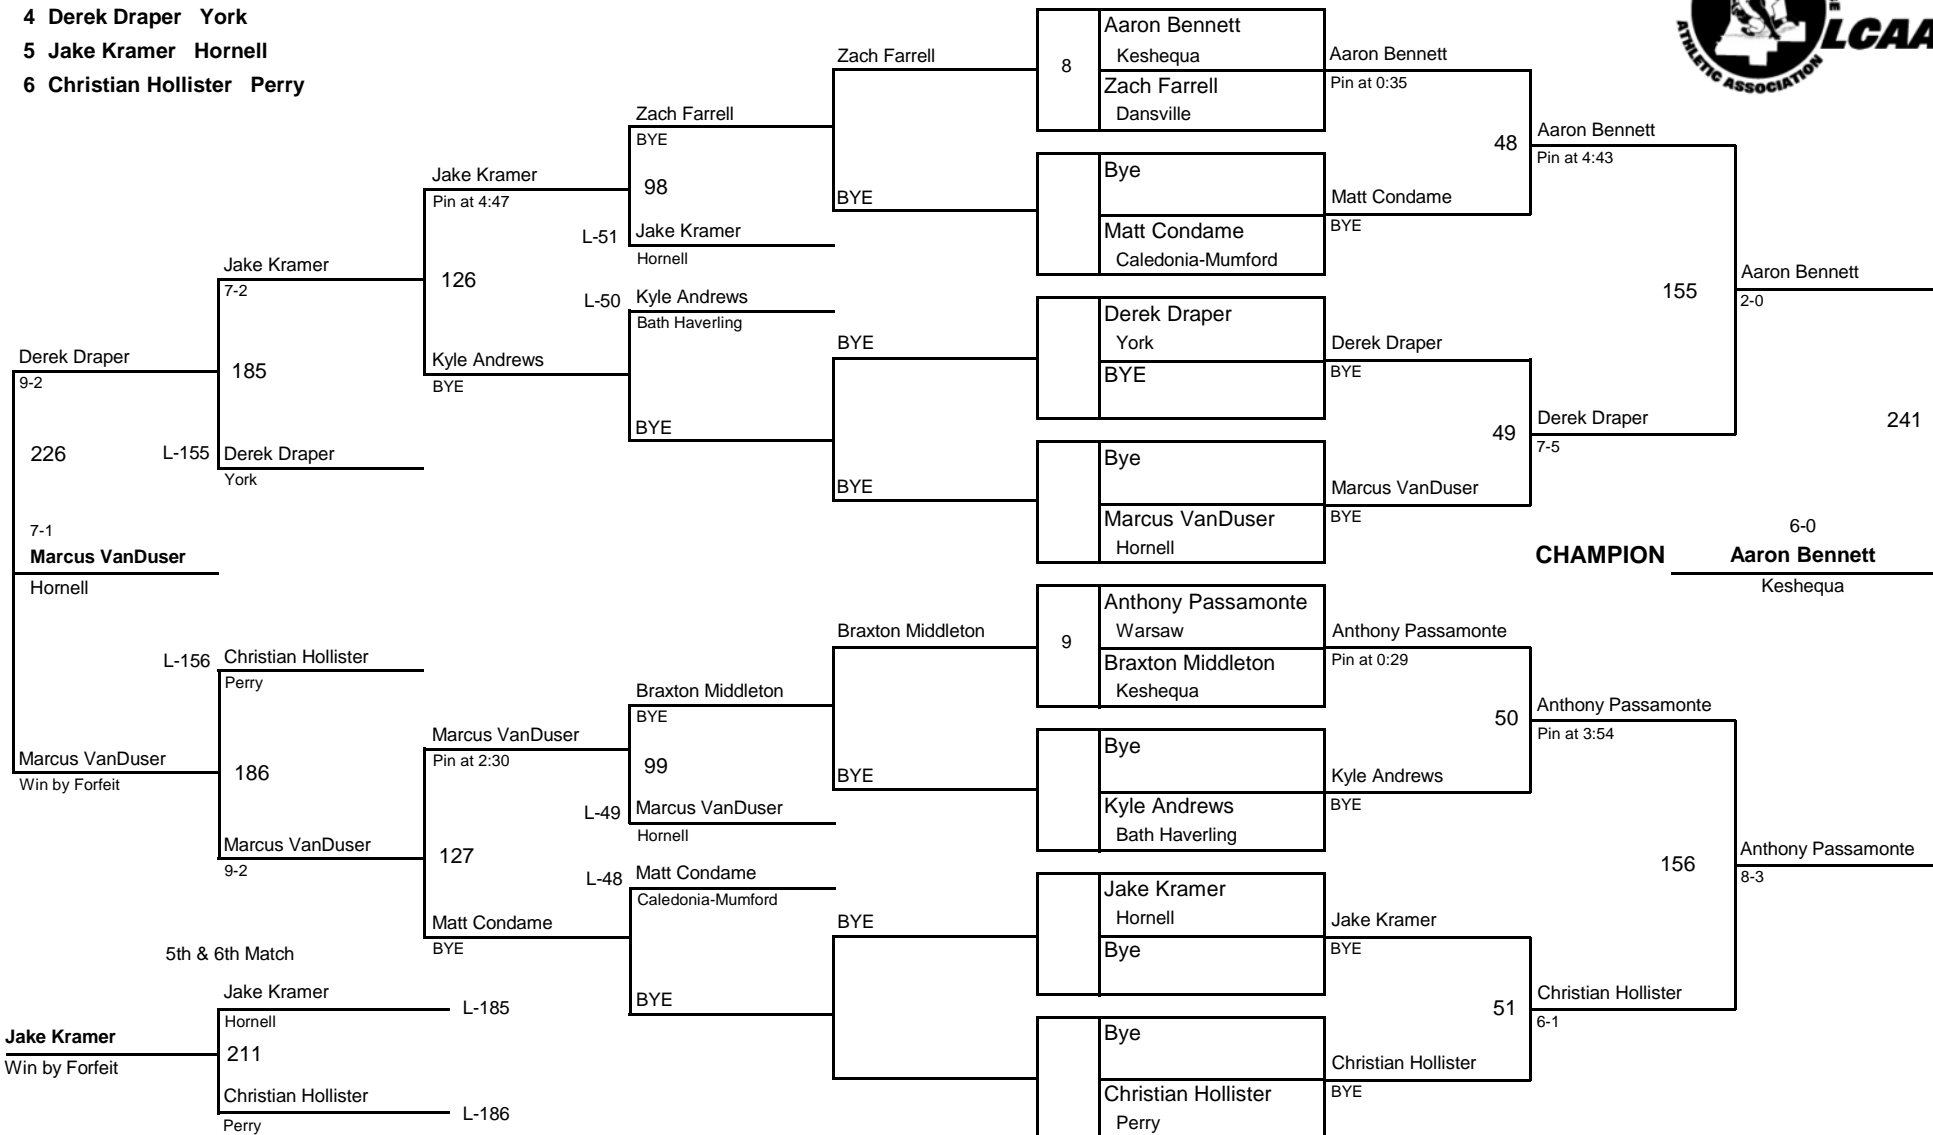 4 Derek Draper York
5 Jake Kramer Hornell
6 Christian Hollister Perry
ATHLETIC ASSOCIATION
LCAA
Aaron Bennett
Keshequa
8
Zach Farrell
Dansville
Bye
Matt Condame
Caledonia-Mumford
Derek Draper
York
BYE
Bye
Marcus VanDuser
Hornell
Anthony Passamonte
Warsaw
9
Braxton Middleton
Keshequa
Bye
Kyle Andrews
Bath Haverling
Jake Kramer
Hornell
Bye
Bye
Christian Hollister
Perry
Aaron Bennett
Pin at 0:35
48
Matt Condame
BYE
Derek Draper
BYE
49
Marcus VanDuser
BYE
Anthony Passamonte
Pin at 0:29
50
Kyle Andrews
BYE
Jake Kramer
BYE
51
Christian Hollister
BYE
Aaron Bennett
Pin at 4:43
155
Derek Draper
7-5
Anthony Passamonte
Pin at 3:54
156
Christian Hollister
6-1
Aaron Bennett
2-0
241
6-0
CHAMPION Aaron Bennett
Keshequa
Anthony Passamonte
8-3
Zach Farrell
BYE
BYE
BYE
Braxton Middleton
BYE
BYE
Zach Farrell
BYE
98
L-51 Jake Kramer
Hornell
L-50 Kyle Andrews
Bath Haverling
BYE
Braxton Middleton
BYE
99
L-49 Marcus VanDuser
Hornell
L-48 Matt Condame
Caledonia-Mumford
BYE
Jake Kramer
Pin at 4:47
126
Kyle Andrews
BYE
Marcus VanDuser
Pin at 2:30
127
Matt Condame
BYE
Jake Kramer
7-2
185
L-155 Derek Draper
York
L-156 Christian Hollister
Perry
186
Marcus VanDuser
9-2
Derek Draper
9-2
226
7-1
Marcus VanDuser
Hornell
Marcus VanDuser
Win by Forfeit
5th & 6th Match
Jake Kramer
L-185
Hornell
Jake Kramer
211
Win by Forfeit
Christian Hollister
L-186
Perry